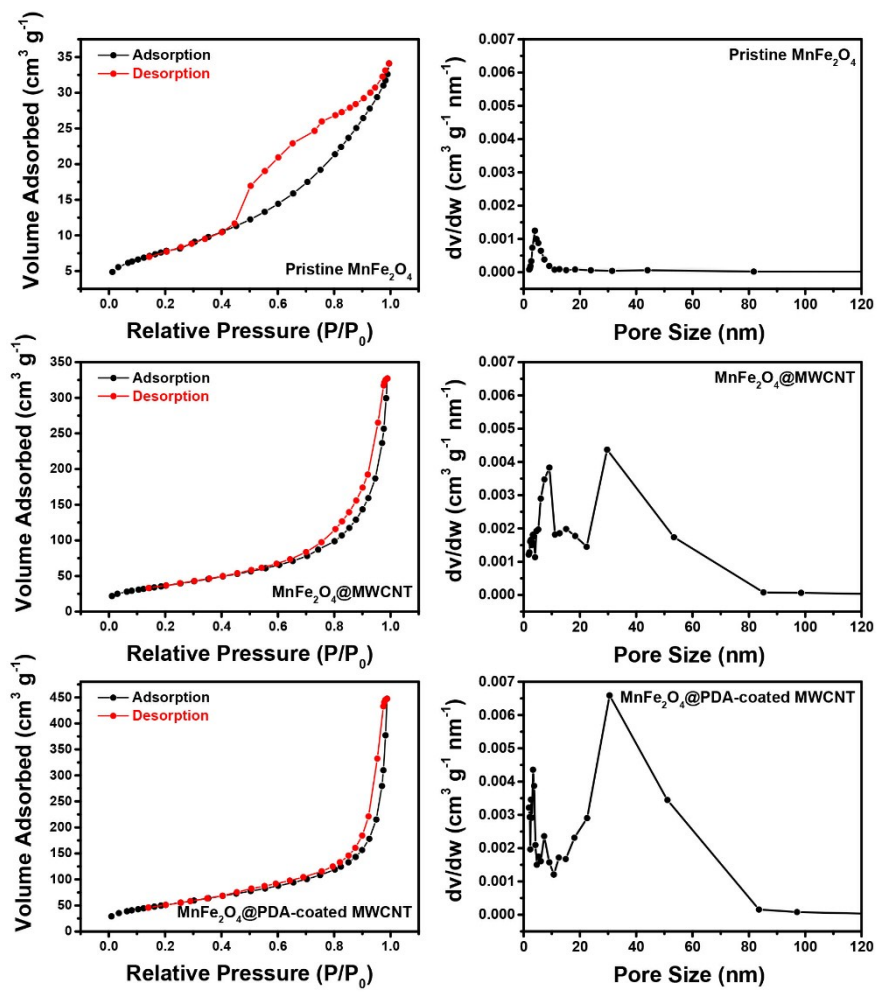 Volume Adsorbed (cm³ g⁻¹)
35
30
25
20
15
10
5
Adsorption
Desorption
Pristine MnFe₂O₄
0.0 0.2 0.4 0.6 0.8 1.0
Relative Pressure (P/P₀)
dv/dw (cm³ g⁻¹ nm⁻¹)
0.007
0.006
0.005
0.004
0.003
0.002
0.001
0.000
Pristine MnFe₂O₄
0 20 40 60 80 100 120
Pore Size (nm)
Volume Adsorbed (cm³ g⁻¹)
350
300
250
200
150
100
50
0
Adsorption
Desorption
MnFe₂O₄@MWCNT
0.0 0.2 0.4 0.6 0.8 1.0
Relative Pressure (P/P₀)
dv/dw (cm³ g⁻¹ nm⁻¹)
0.007
0.006
0.005
0.004
0.003
0.002
0.001
0.000
MnFe₂O₄@MWCNT
0 20 40 60 80 100 120
Pore Size (nm)
Volume Adsorbed (cm³ g⁻¹)
450
400
350
300
250
200
150
100
50
0
Adsorption
Desorption
MnFe₂O₄@PDA-coated MWCNT
0.0 0.2 0.4 0.6 0.8 1.0
Relative Pressure (P/P₀)
dv/dw (cm³ g⁻¹ nm⁻¹)
0.007
0.006
0.005
0.004
0.003
0.002
0.001
0.000
MnFe₂O₄@PDA-coated MWCNT
0 20 40 60 80 100 120
Pore Size (nm)